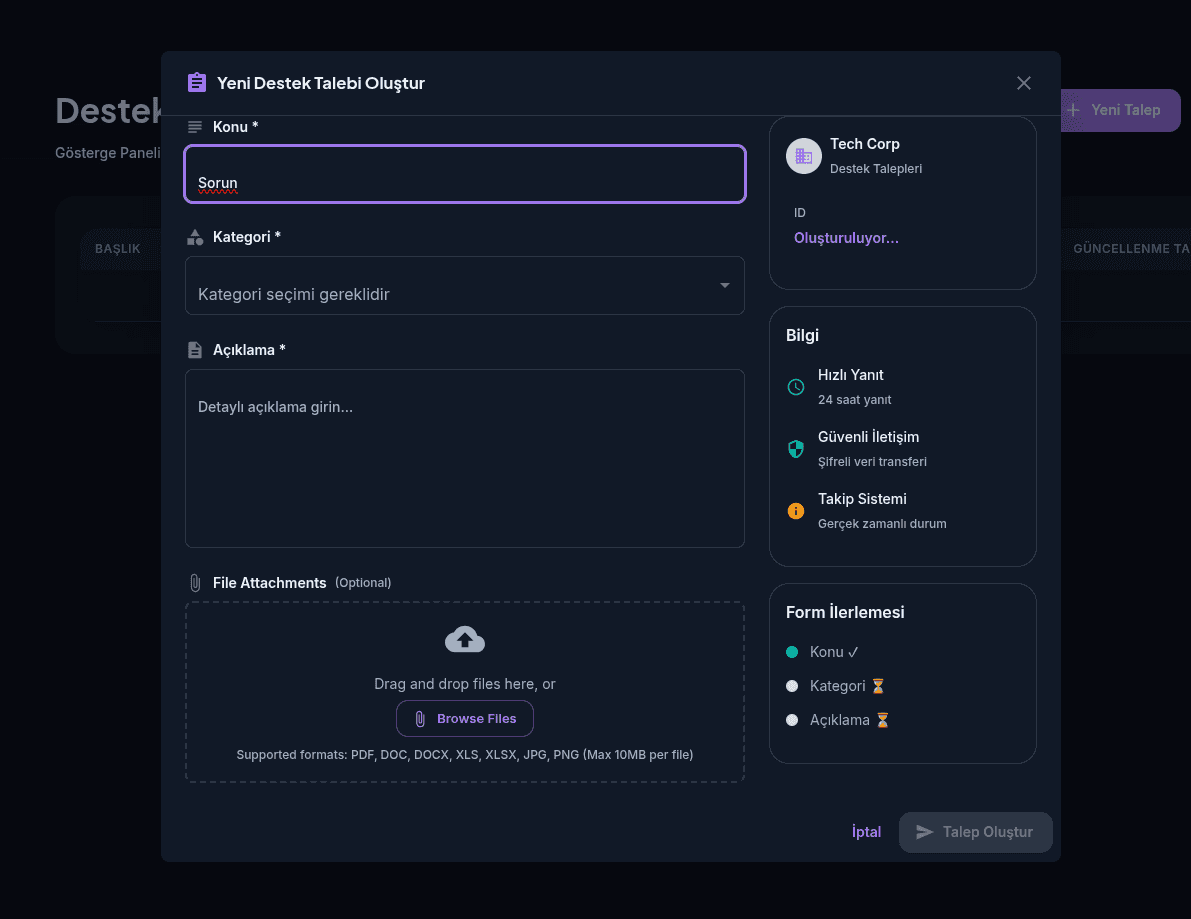 Yeni Destek Talebi Oluştur
Destek
Gösterge Paneli
Yeni Talep
BAŞLIK
GÜNCELLENME TA
Konu *
Sorun
Kategori *
Kategori seçimi gereklidir
Açıklama *
Detaylı açıklama girin...
File Attachments (Optional)
Drag and drop files here, or
Browse Files
Supported formats: PDF, DOC, DOCX, XLS, XLSX, JPG, PNG (Max 10MB per file)
Tech Corp
Destek Talepleri
ID
Oluşturuluyor...
Bilgi
Hızlı Yanıt
24 saat yanıt
Güvenli İletişim
Şifreli veri transferi
Takip Sistemi
Gerçek zamanlı durum
Form İlerlemesi
Konu ✓
Kategori ⏳
Açıklama ⏳
İptal
Talep Oluştur